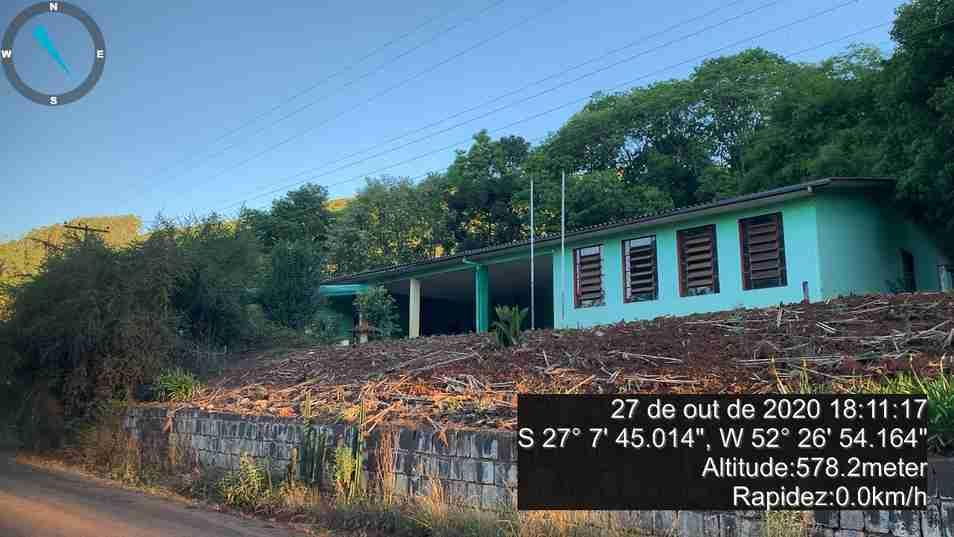 N
W E
S
27 de out de 2020 18:11:17
S 27° 7' 45.014", W 52° 26' 54.164"
Altitude:578.2meter
Rapidez:0.0km/h